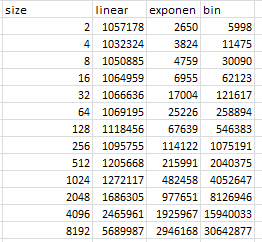 size linear exponen bin
2 1057178 2650 5998
4 1032324 3824 11475
8 1050885 4759 30090
16 1064959 6955 62123
32 1066636 17004 121617
64 1069195 25226 258894
128 1118456 67639 546383
256 1095755 114122 1075191
512 1205668 215991 2040375
1024 1272117 482458 4052647
2048 1686305 977651 8126946
4096 2465961 1925967 15940033
8192 5689987 2946168 30642877